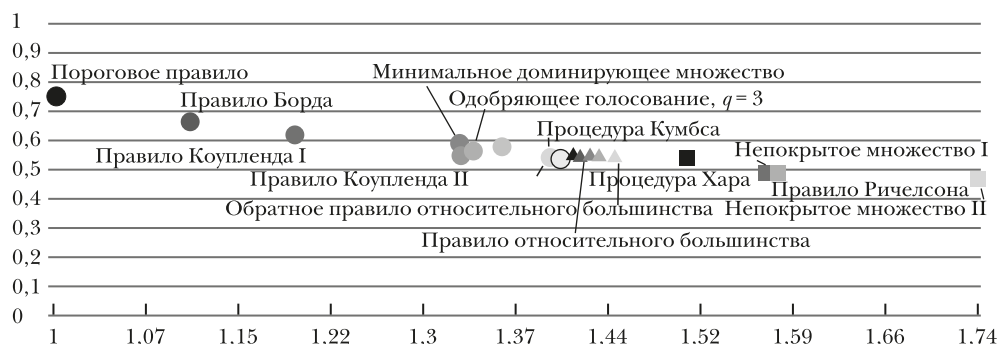 1
0,9
0,8
Пороговое правило
Минимальное доминирующее множество
0,7
Правило Борда
Одобряющее голосование, q = 3
0,6
Процедура Кумбса
Правило Коупленда I
Непокрытое множество I
0,5
Правило Коупленда II
Процедура Хара
Правило Ричелсона
0,4
Обратное правило относительного большинства
Непокрытое множество II
0,3
Правило относительного большинства
0,2
0,1
0
1 1,07 1,15 1,22 1,3 1,37 1,44 1,52 1,59 1,66 1,74